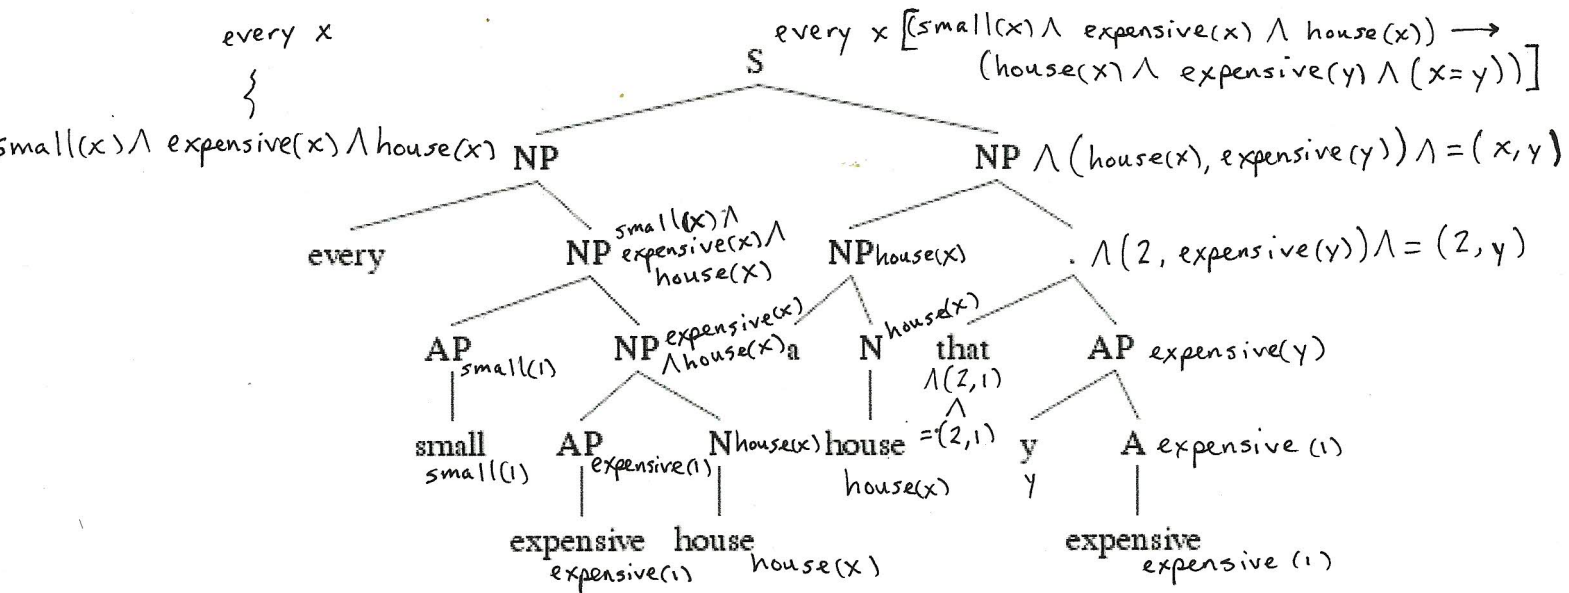 every x
every x [(small(x) ∧ expensive(x) ∧ house(x)) →
S
(house(x) ∧ expensive(y) ∧ (x=y))]
small(x) ∧ expensive(x) ∧ house(x) NP
NP ∧(house(x), expensive(y)) ∧ =(x,y)
every
NP small(x) ∧
expensive(x) ∧
house(x)
NP house(x)
. ∧(2, expensive(y)) ∧ = (2, y)
AP small(1)
NP expensive(x)
∧ house(x)
a
N house(x)
that
∧(2,1)
∧
=(2,1)
AP expensive(y)
small
small(1)
AP expensive(1)
N house(x)
house
house(x)
y
y
A expensive (1)
expensive
expensive(1)
house
house(x)
expensive
expensive (1)